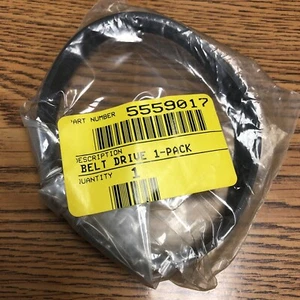 PART NUMBER 5559017
DESCRIPTION
BELT DRIVE 1-PACK
QUANTITY 1